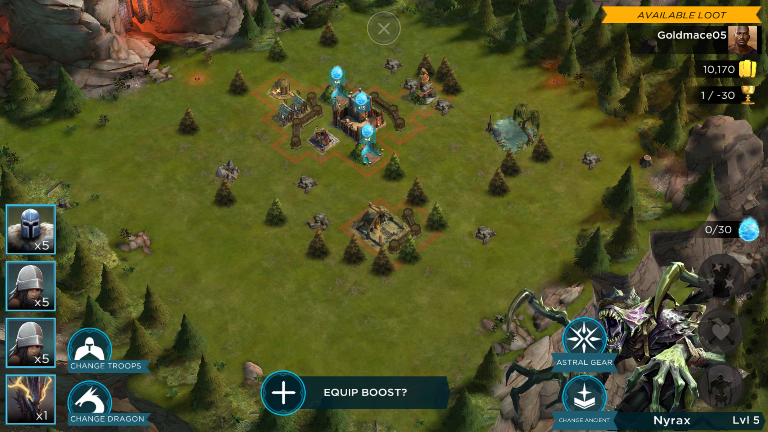 AVAILABLE LOOT
Goldmace05
10,170
1 / -30
0/30
x5
x5
x5
x1
CHANGE TROOPS
CHANGE DRAGON
EQUIP BOOST?
ASTRAL GEAR
CHANGE ANCIENT
Nyrax Lvl 5